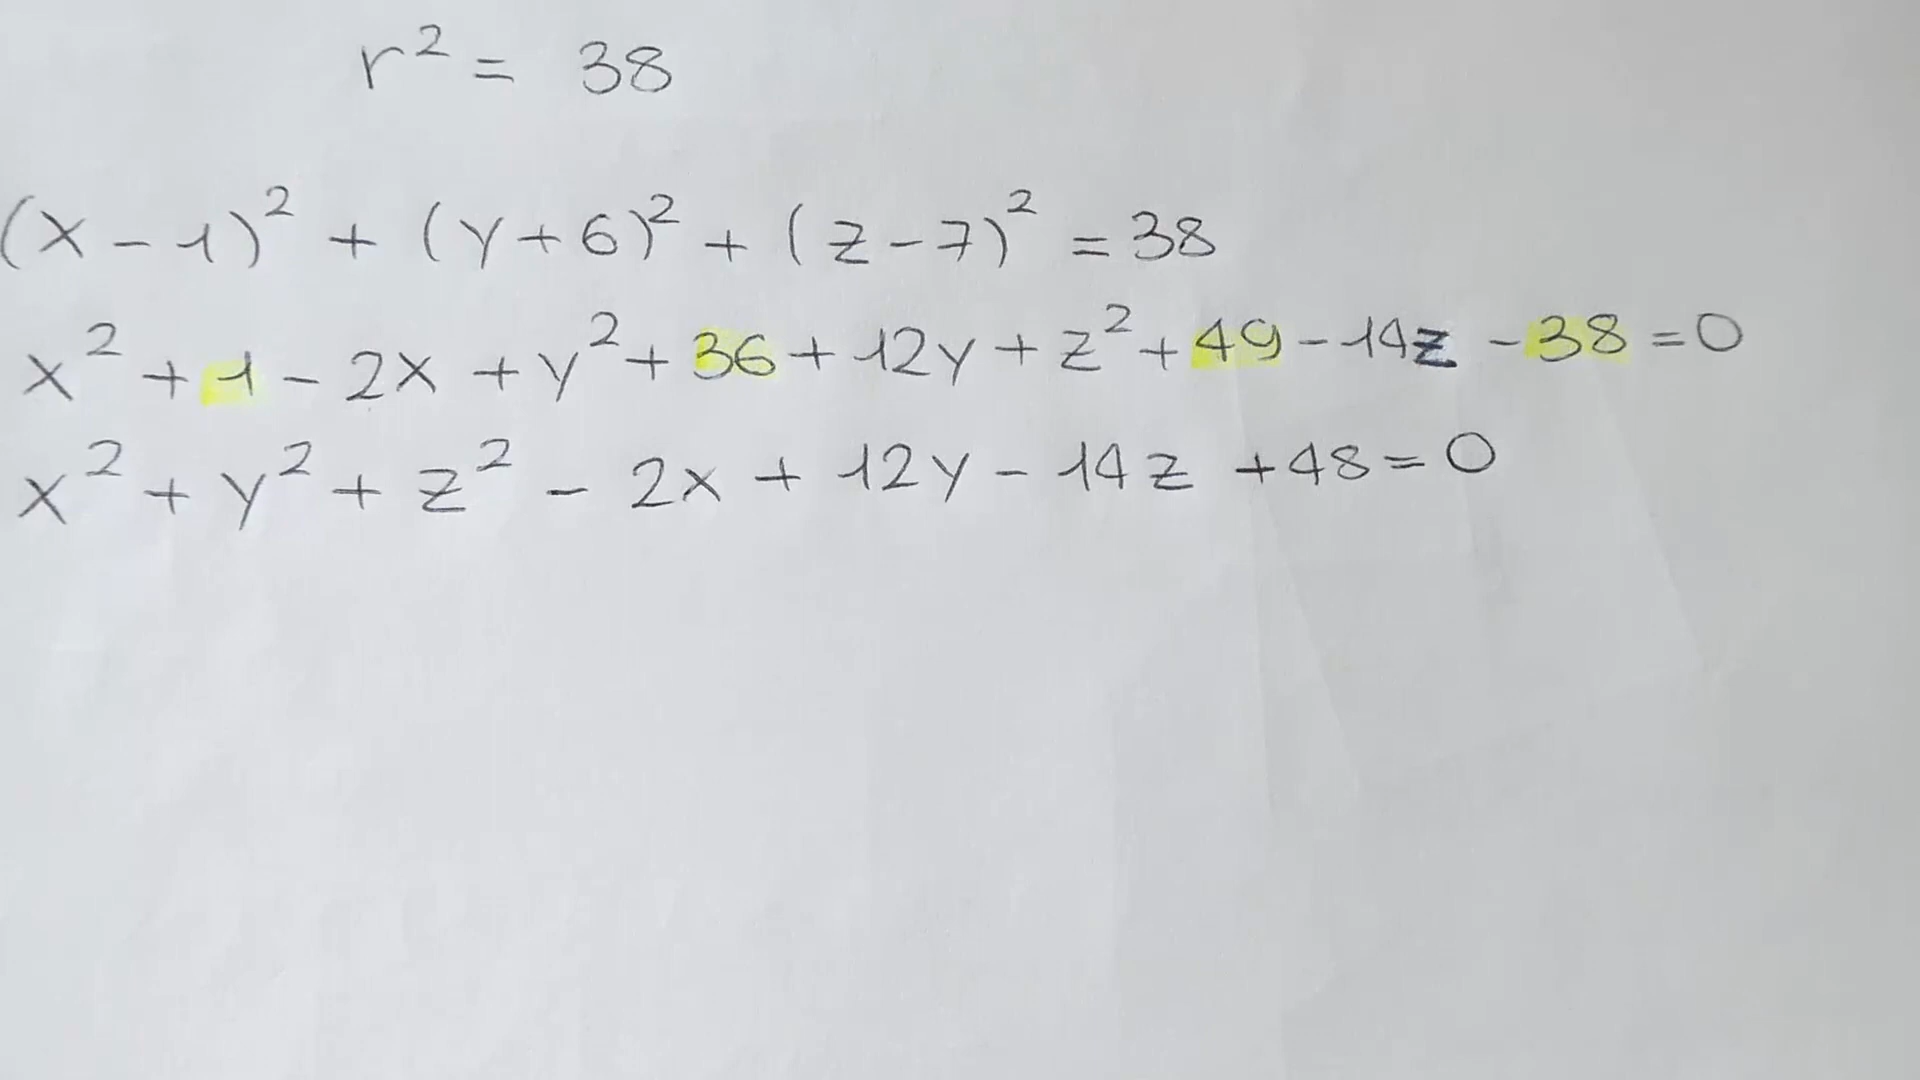 r² = 38
(x - 1)² + (y + 6)² + (z - 7)² = 38
x² + 1 - 2x + y² + 36 + 12y + z² + 49 - 14z - 38 = 0
x² + y² + z² - 2x + 12y - 14z + 48 = 0